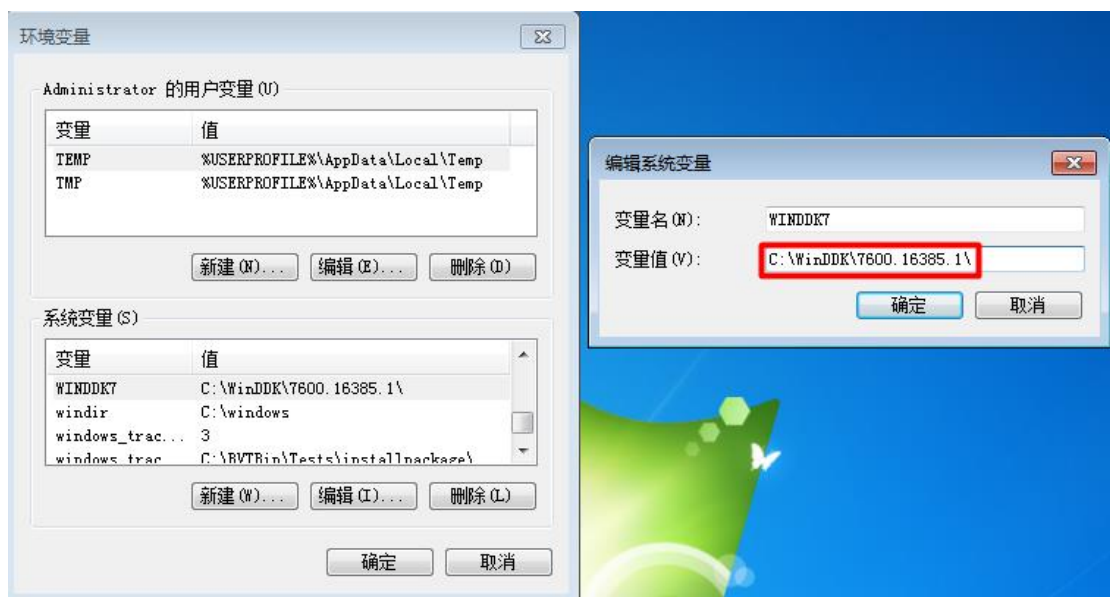 环境变量
Administrator 的用户变量(U)
变量 值
TEMP %USERPROFILE%\AppData\Local\Temp
TMP %USERPROFILE%\AppData\Local\Temp
新建(N)... 编辑(E)... 删除(D)
系统变量(S)
变量 值
WINDDK7 C:\WinDDK\7600.16385.1\
windir C:\windows
windows_trac... 3
windows_trac... C:\BVTBin\Tests\installpackage\
新建(W)... 编辑(I)... 删除(L)
确定 取消
编辑系统变量
变量名(N): WINDDK7
变量值(V): C:\WinDDK\7600.16385.1\
确定 取消